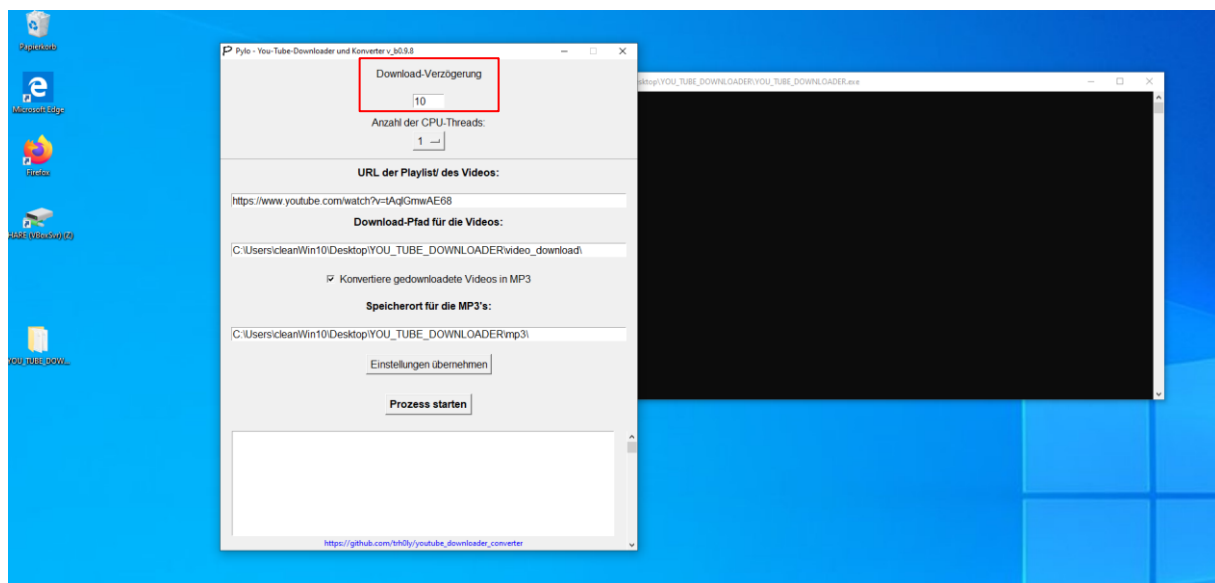 Papierkorb
Microsoft Edge
Firefox
YOU_TUBE_DOW...
Pylo - You-Tube-Downloader und Konverter v_b0.9.8
Download-Verzögerung
10
Anzahl der CPU-Threads:
1
URL der Playlist/ des Videos:
https://www.youtube.com/watch?v=tAqlGmwAE68
Download-Pfad für die Videos:
C:\Users\cleanWin10\Desktop\YOU_TUBE_DOWNLOADER\video_download\
Konvertiere gedownloadete Videos in MP3
Speicherort für die MP3's:
C:\Users\cleanWin10\Desktop\YOU_TUBE_DOWNLOADER\mp3\
Einstellungen übernehmen
Prozess starten
https://github.com/trh0ly/youtube_downloader_converter
sktop\YOU_TUBE_DOWNLOADER\YOU_TUBE_DOWNLOADER.exe